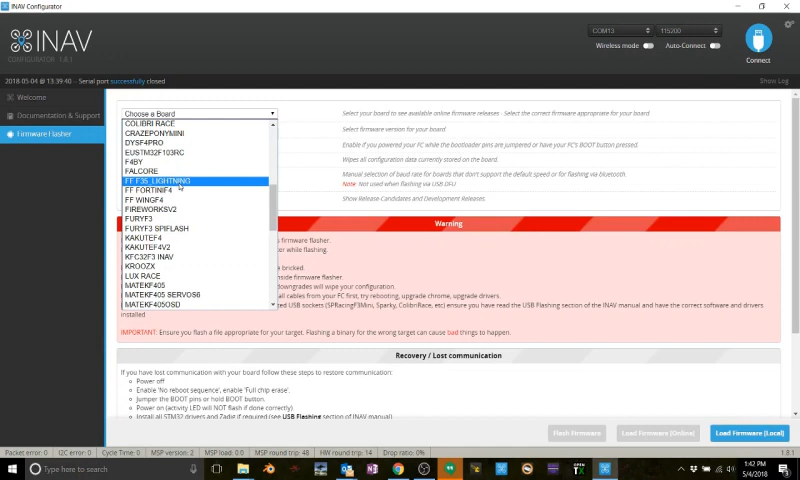 INAV Configurator
INAV
CONFIGURATOR 1.8.1
COM13
115200
Wireless mode
Auto-Connect
Connect
2018-05-04 @ 13:39:40 -- Serial port successfully closed
Show Log
Welcome
Documentation & Support
Firmware Flasher
Choose a Board
COLIBRI RACE
CRAZEPONYMINI
DYSF4PRO
EUSTM32F103RC
F4BY
FALCORE
FF F35_LIGHTNING
FF FORTINIF4
FF WINGF4
FIREWORKSV2
FURYF3
FURYF3 SPIFLASH
KAKUTEF4
KAKUTEF4V2
KFC32F3 INAV
KROOZX
LUX RACE
MATEKF405
MATEKF405 SERVOS6
MATEKF405OSD
Select your board to see available online firmware releases - Select the correct firmware appropriate for your board.
Select firmware version for your board.
Enable if you powered your FC while the bootloader pins are jumpered or have your FC's BOOT button pressed.
Wipes all configuration data currently stored on the board.
Manual selection of baud rate for boards that don't support the default speed or for flashing via bluetooth.
Note: Not used when flashing via USB DFU
Show Release Candidates and Development Releases.
Warning
s firmware flasher.
ter while flashing.
be bricked.
inside firmware flasher.
downgrades will wipe your configuration.
all cables from your FC first, try rebooting, upgrade chrome, upgrade drivers.
ted USB sockets (SPRacingF3Mini, Sparky, ColibriRace, etc) ensure you have read the USB Flashing section of the INAV manual and have the correct software and drivers
installed
IMPORTANT: Ensure you flash a file appropriate for your target. Flashing a binary for the wrong target can cause bad things to happen.
Recovery / Lost communication
If you have lost communication with your board follow these steps to restore communication:
Power off
Enable 'No reboot sequence', enable 'Full chip erase'.
Jumper the BOOT pins or hold BOOT button.
Power on (activity LED will NOT flash if done correctly).
Install all STM32 drivers and Zadig if required (see USB Flashing section of INAV manual).
Flash Firmware
Load Firmware [Online]
Load Firmware [Local]
Packet error: 0
I2C error: 0
Cycle Time: 0
MSP version: 2
MSP load: 0.0
MSP round trip: 48
HW round trip: 14
Drop ratio: 0%
1.8.1
Type here to search
1:42 PM
5/4/2018